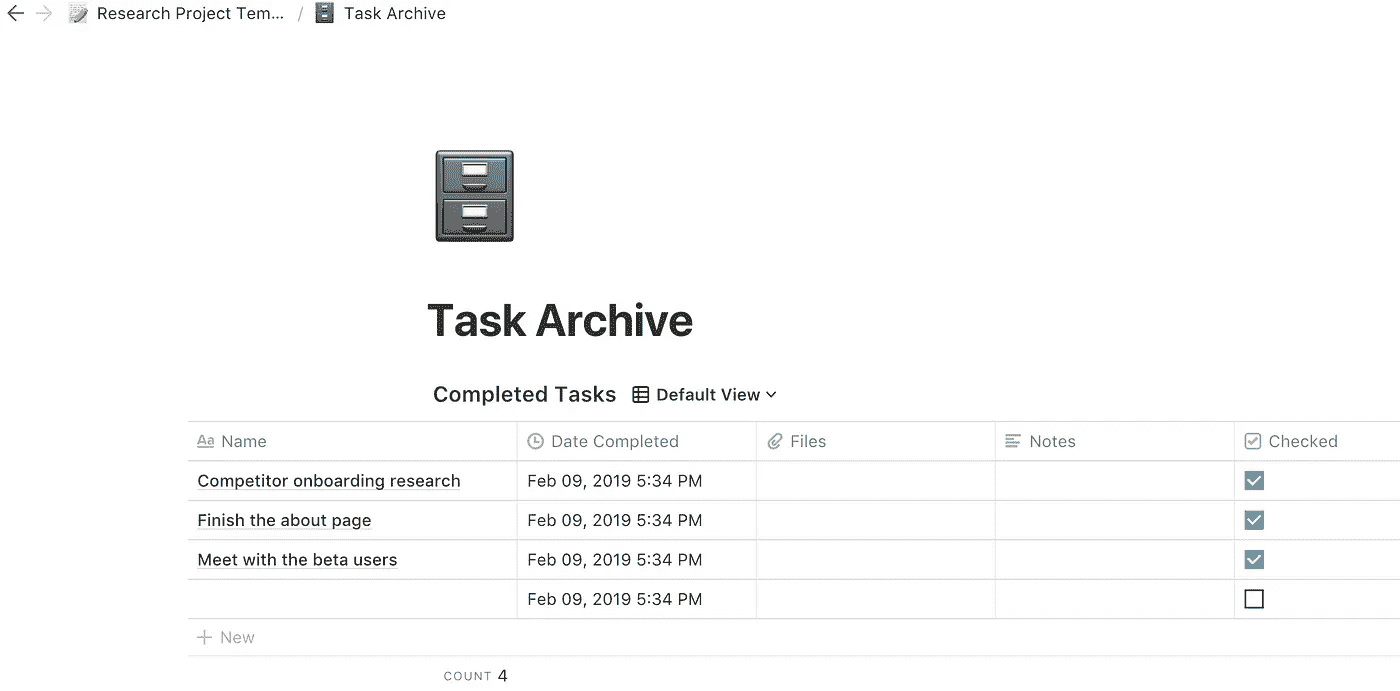 Research Project Tem... / Task Archive
Task Archive
Completed Tasks Default View
Aa Name Date Completed Files Notes Checked
Competitor onboarding research Feb 09, 2019 5:34 PM
Finish the about page Feb 09, 2019 5:34 PM
Meet with the beta users Feb 09, 2019 5:34 PM
Feb 09, 2019 5:34 PM
+ New
COUNT 4